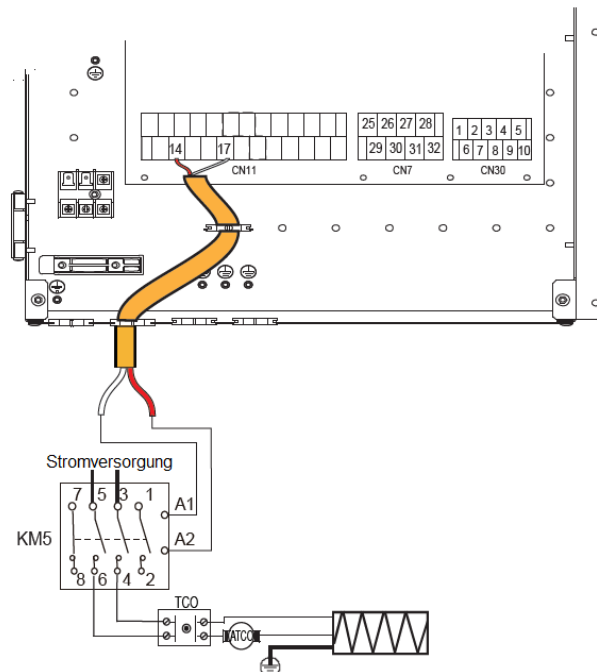 14 17
CN11
25 26 27 28
29 30 31 32
CN7
1 2 3 4 5
6 7 8 9 10
CN30
Stromversorgung
7 5 3 1
A1
KM5
A2
8 6 4 2
TCO
ATCO